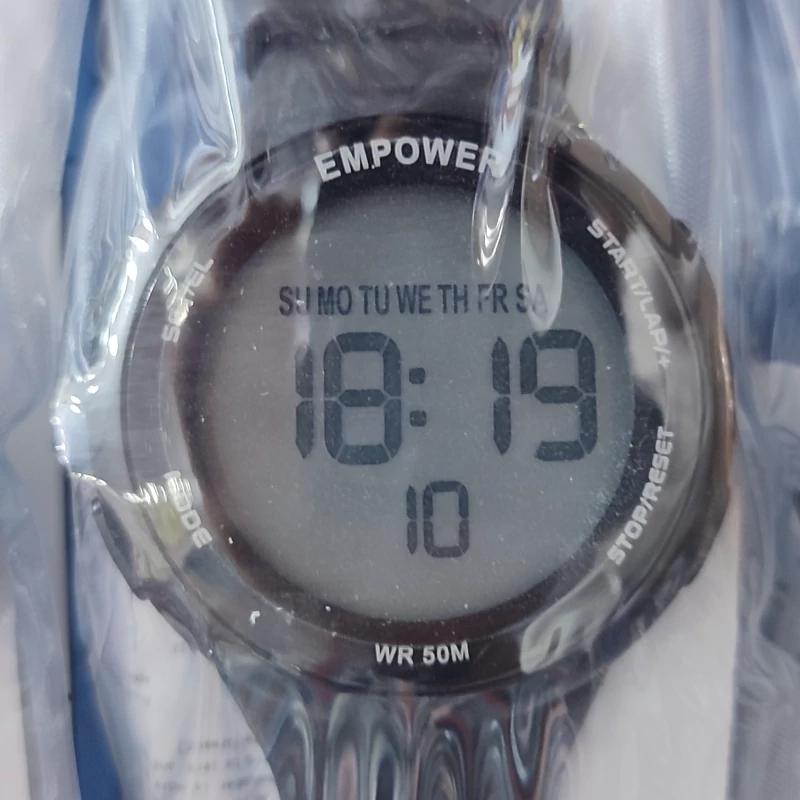 EMPOWER
START/LAP/+
SU MO TU WE TH FR SA
18:19
10
STOP/RESET
WR 50M